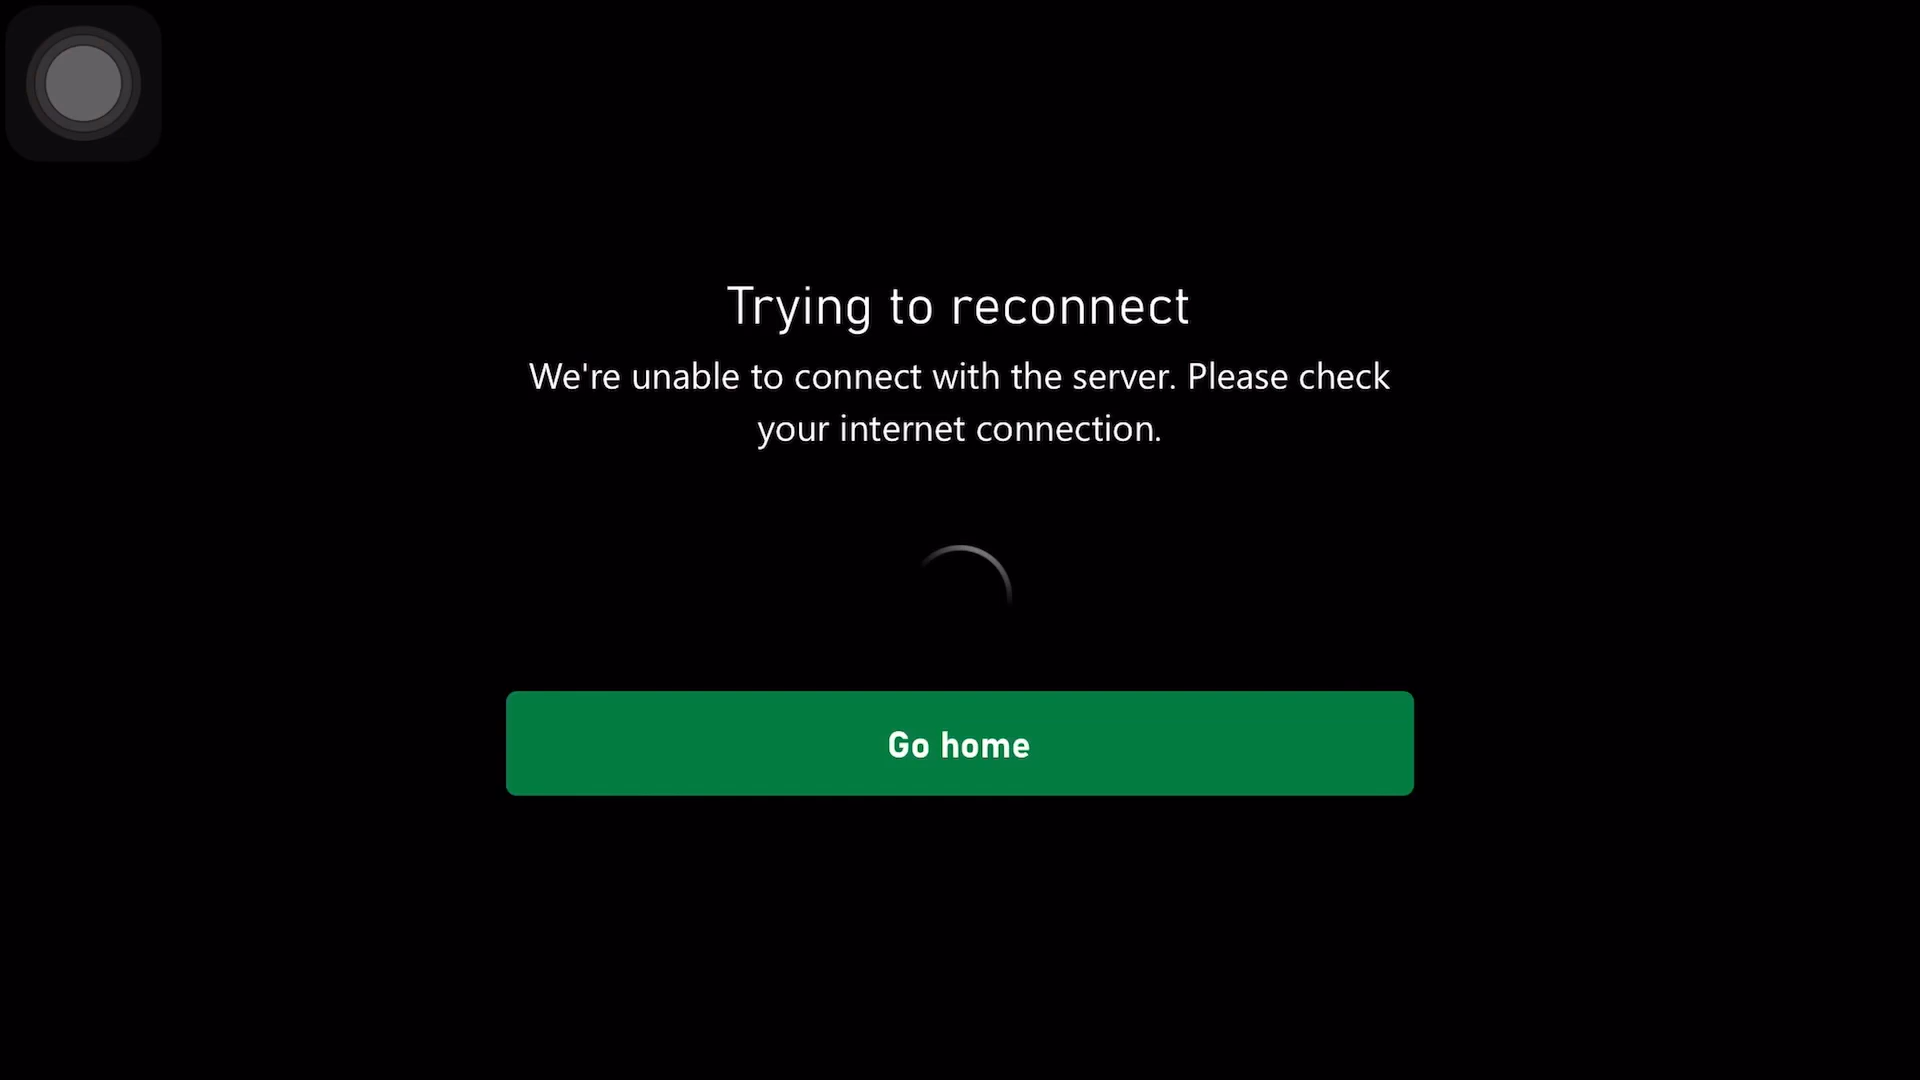 Trying to reconnect
We're unable to connect with the server. Please check
your internet connection.
Go home